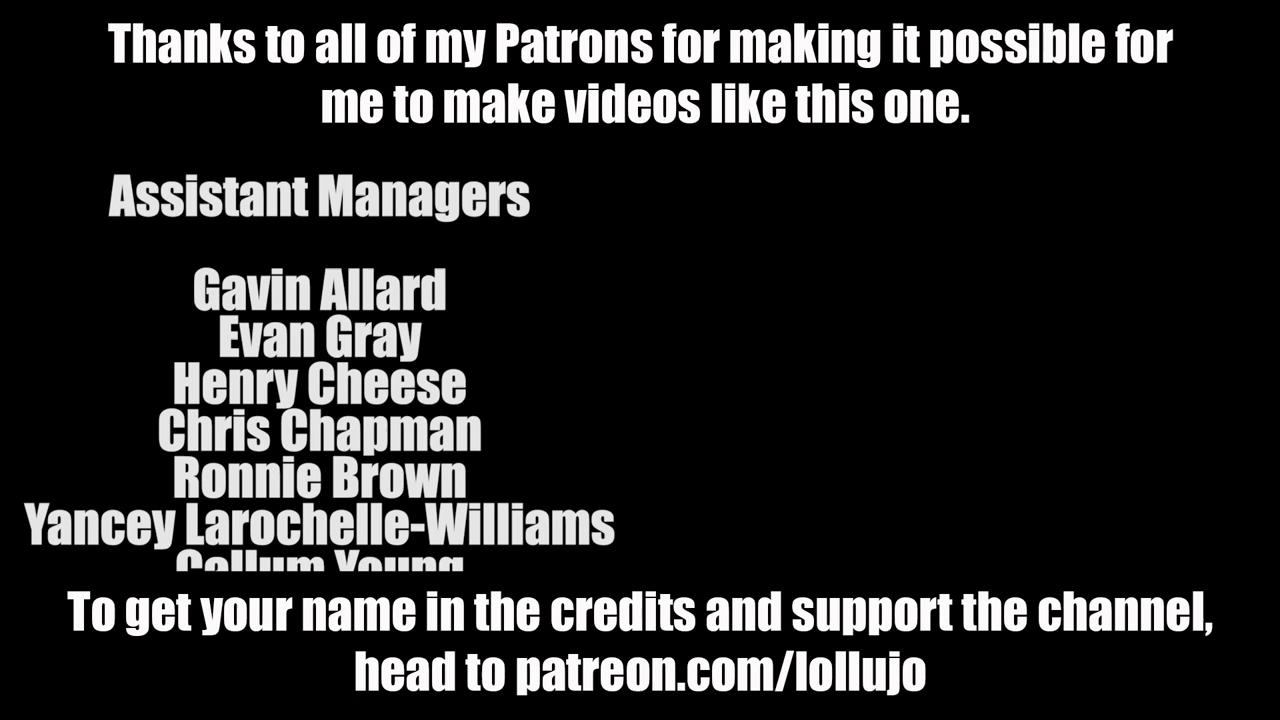 Thanks to all of my Patrons for making it possible for
me to make videos like this one.
Assistant Managers
Gavin Allard
Evan Gray
Henry Cheese
Chris Chapman
Ronnie Brown
Yancey Larochelle-Williams
Callum Young
To get your name in the credits and support the channel,
head to patreon.com/lollujo